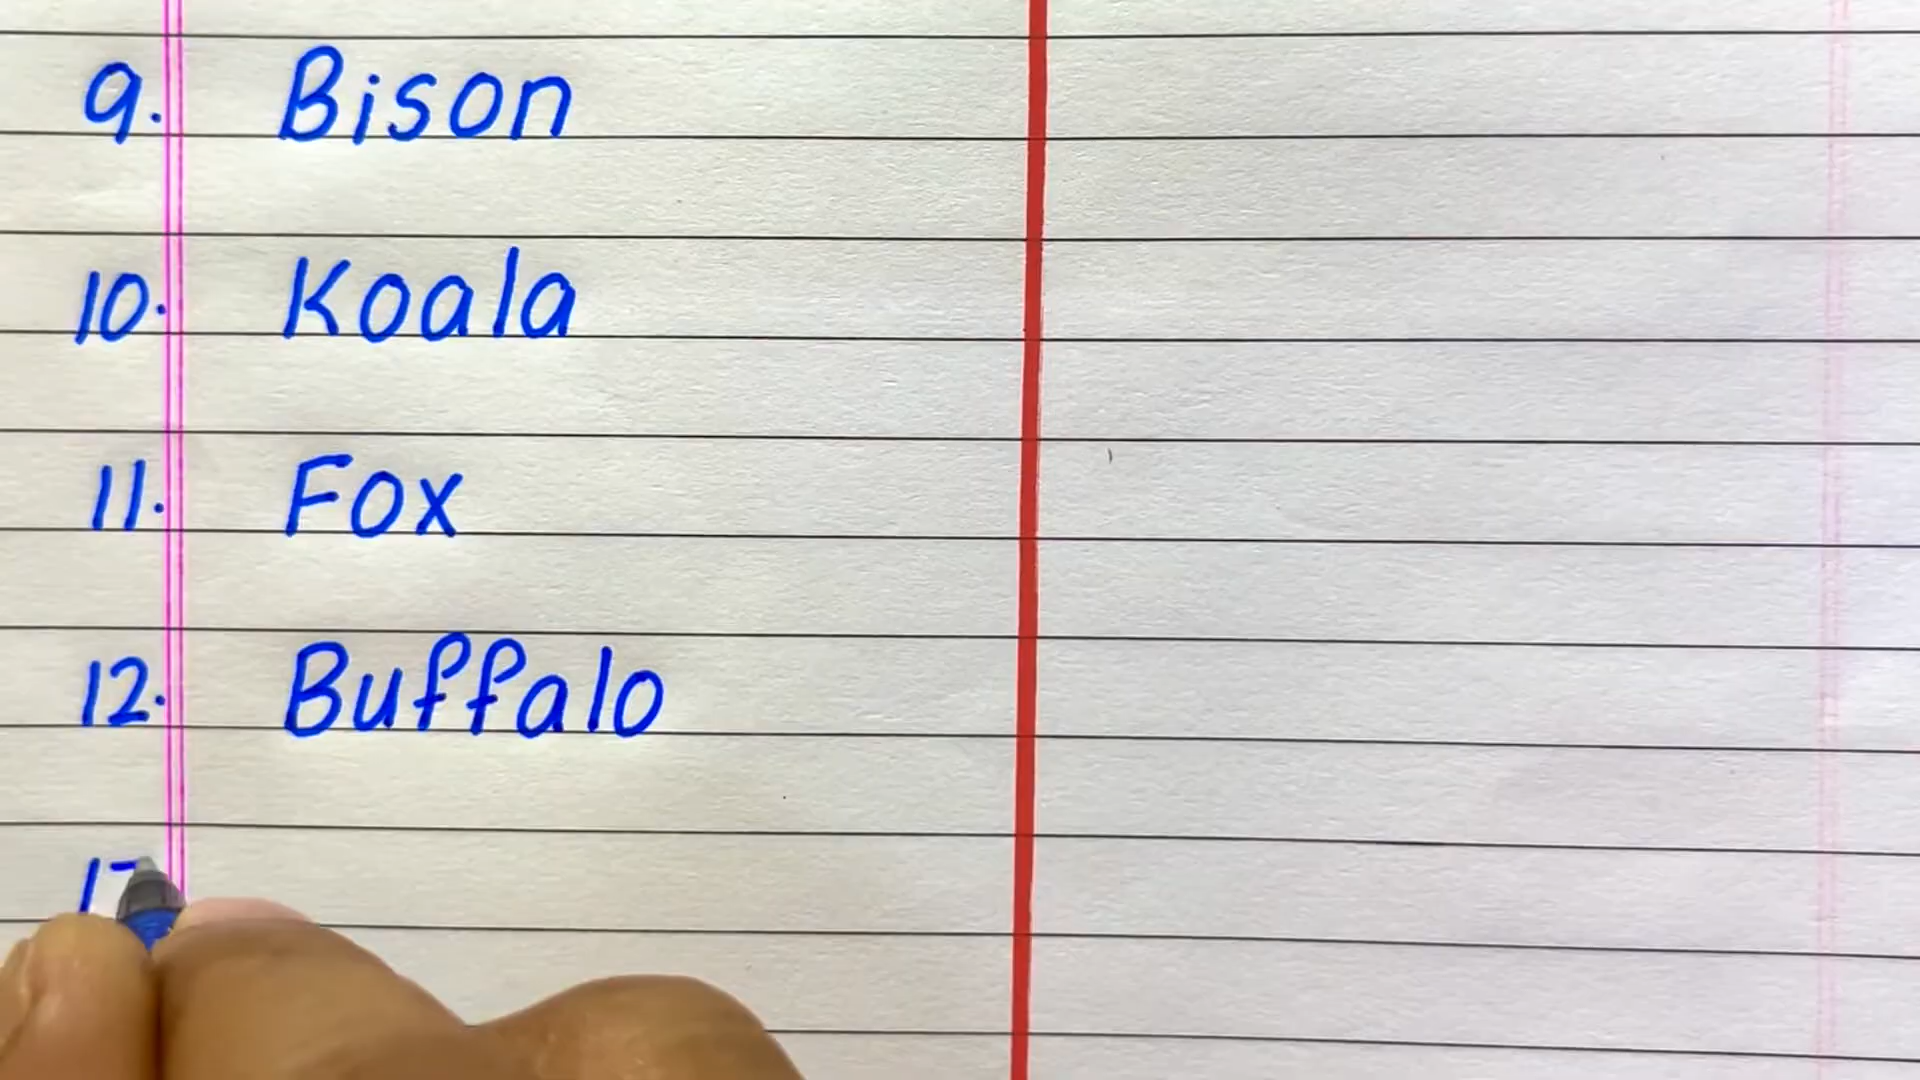 9. Bison
10. Koala
11. Fox
12. Buffalo